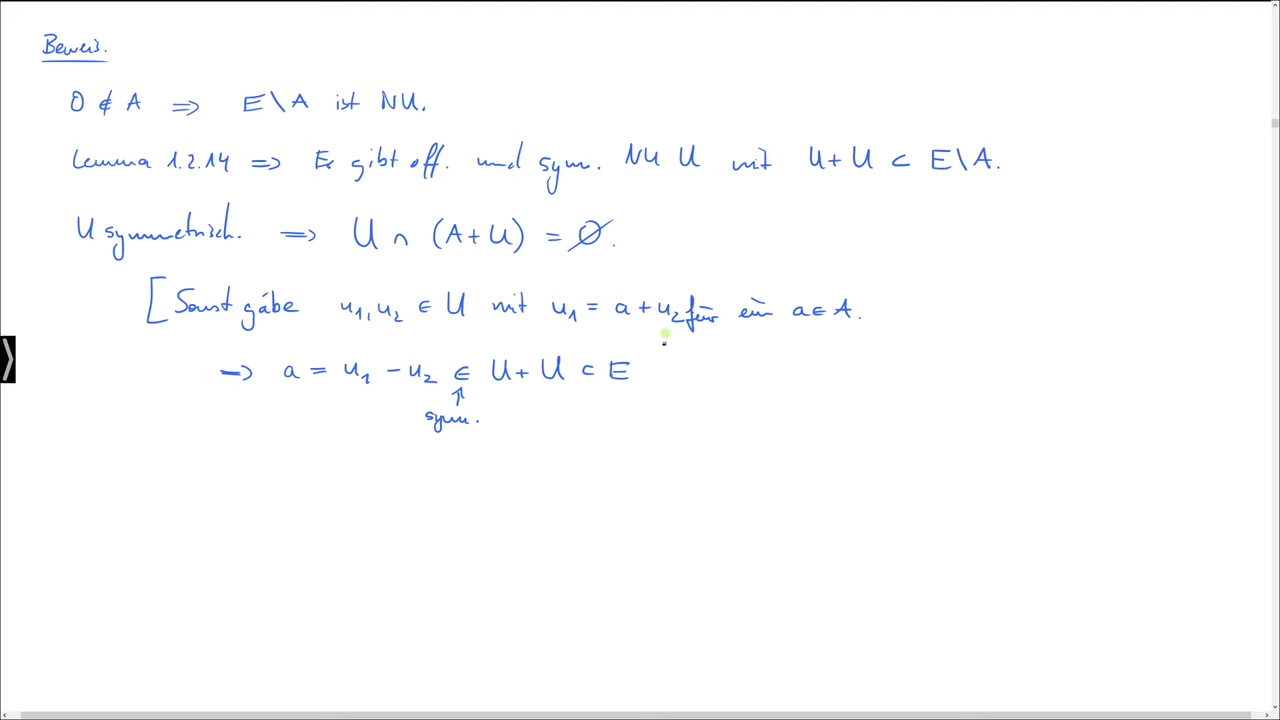 Beweis.
0 ∉ A ⇒ E\A ist NU.
Lemma 1.2.14 ⇒ Es gibt off. und sym. NU U mit U+U ⊂ E\A.
U symmetrisch. ⇒ U ∩ (A+U) = ∅.
[Sonst gäbe u₁,u₂ ∈ U mit u₁ = a + u₂ für ein a ∈ A.
⇒ a = u₁ - u₂ ∈ U+U ⊂ E
↑
sym.